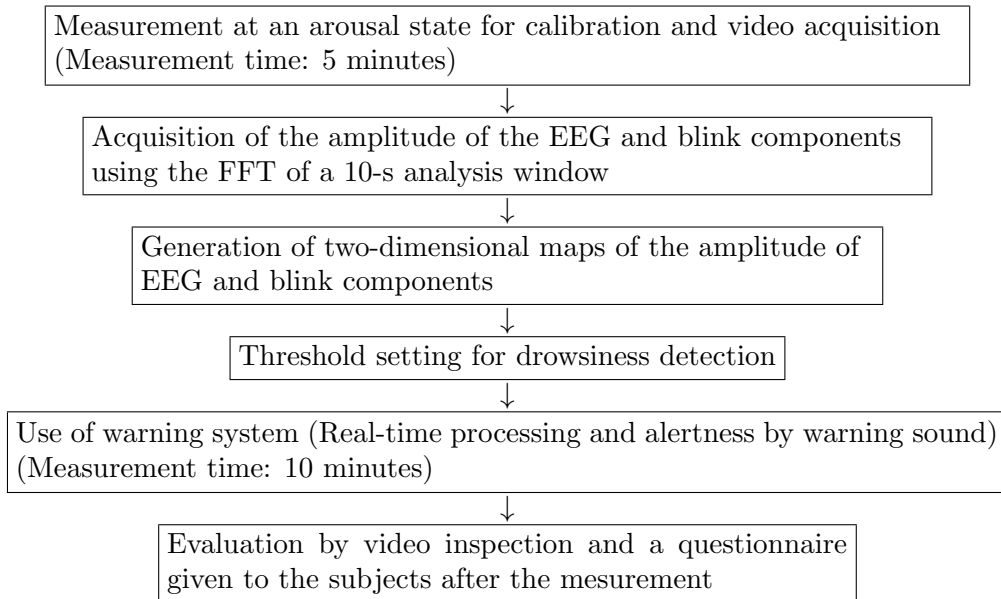 Measurement at an arousal state for calibration and video acquisition
(Measurement time: 5 minutes)
↓
Acquisition of the amplitude of the EEG and blink components
using the FFT of a 10-s analysis window
↓
Generation of two-dimensional maps of the amplitude of
EEG and blink components
↓
Threshold setting for drowsiness detection
↓
Use of warning system (Real-time processing and alertness by warning sound)
(Measurement time: 10 minutes)
↓
Evaluation by video inspection and a questionnaire
given to the subjects after the mesurement